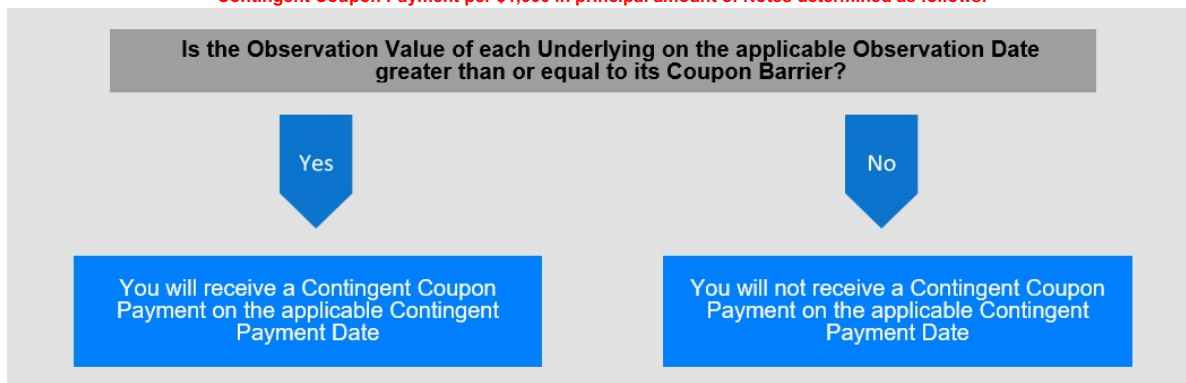 Contingent Coupon Payment per $1,000 in principal amount of Notes determined as follows:
Is the Observation Value of each Underlying on the applicable Observation Date
greater than or equal to its Coupon Barrier?
Yes
No
You will receive a Contingent Coupon
Payment on the applicable Contingent
Payment Date
You will not receive a Contingent Coupon
Payment on the applicable Contingent
Payment Date